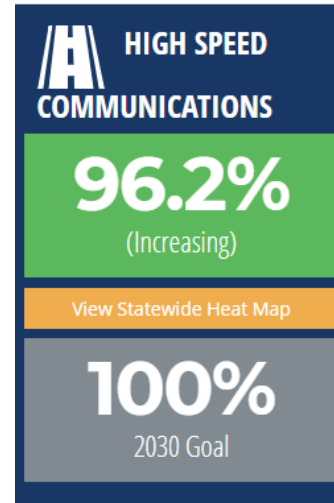 HIGH SPEED
COMMUNICATIONS
96.2%
(Increasing)
View Statewide Heat Map
100%
2030 Goal